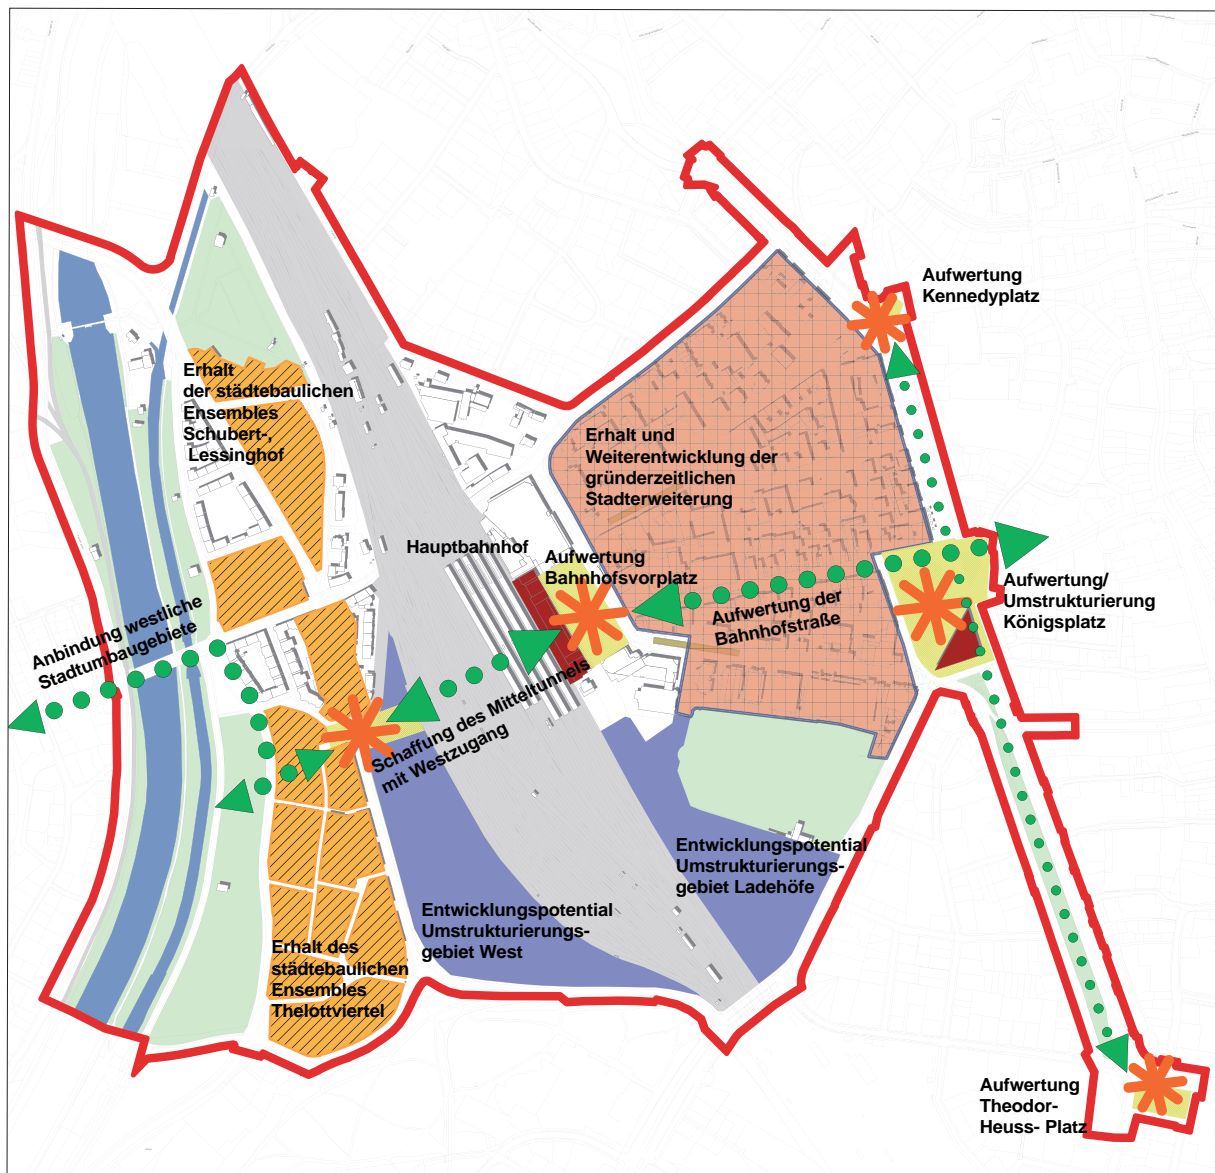 Aufwertung
Kennedyplatz
Erhalt
der städtebaulichen
Ensembles
Schubert-,
Lessinghof
Erhalt und
Weiterentwicklung der
gründerzeitlichen
Stadterweiterung
Hauptbahnhof
Aufwertung
Bahnhofsvorplatz
Aufwertung der
Bahnhofstraße
Aufwertung/
Umstrukturierung
Königsplatz
Anbindung westliche
Stadtumbaugebiete
Schaffung des Mitteltunnels
mit Westzugang
Entwicklungspotential
Umstrukturierungs-
gebiet Ladehöfe
Entwicklungspotential
Umstrukturierungs-
gebiet West
Erhalt des
städtebaulichen
Ensembles
Thelottviertel
Aufwertung
Theodor-
Heuss- Platz